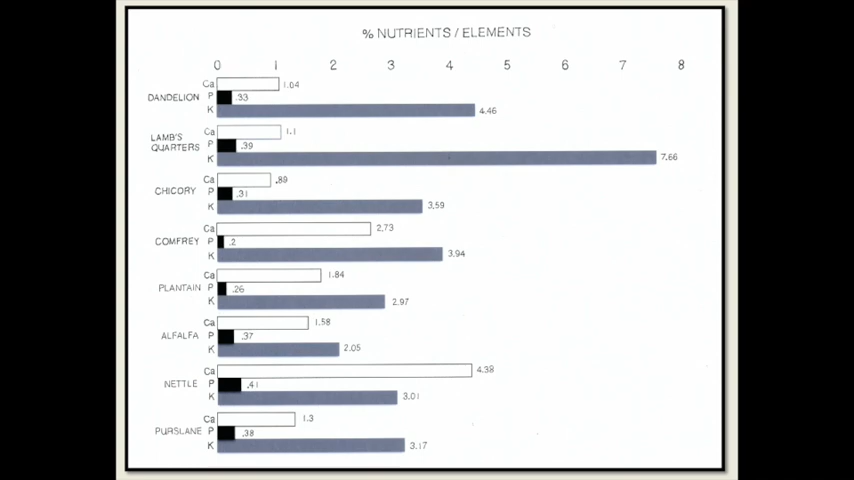 % NUTRIENTS / ELEMENTS
0 1 2 3 4 5 6 7 8
Ca 1.04
DANDELION P .33
K 4.46
Ca 1.1
LAMB'S QUARTERS P .39
K 7.66
Ca .89
CHICORY P .31
K 3.59
Ca 2.73
COMFREY P .2
K 3.94
Ca 1.84
PLANTAIN P .26
K 2.97
Ca 1.58
ALFALFA P .37
K 2.05
Ca 4.38
NETTLE P .41
K 3.01
Ca 1.3
PURSLANE P .38
K 3.17